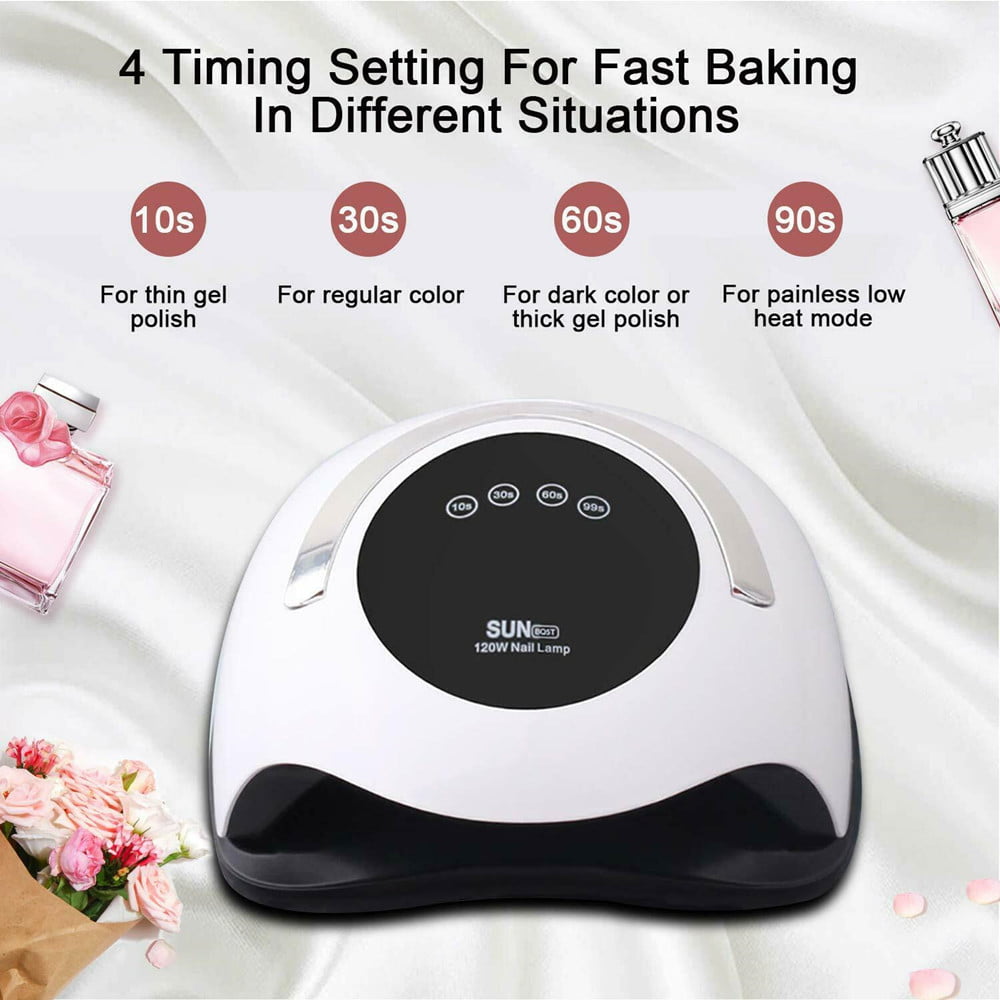 4 Timing Setting For Fast Baking
In Different Situations
10s
30s
60s
90s
For thin gel
polish
For regular color
For dark color or
thick gel polish
For painless low
heat mode
10s
30s
60s
99s
SUN BQST
120W Nail Lamp